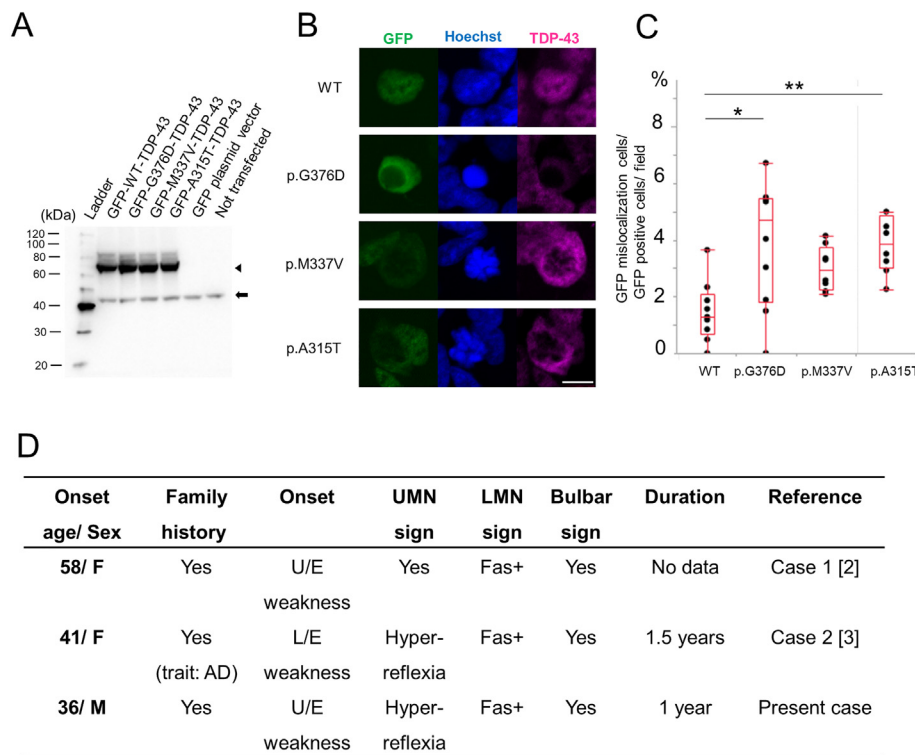 A
Ladder
GFP-WT-TDP-43
GFP-G376D-TDP-43
GFP-M337V-TDP-43
GFP-A315T-TDP-43
GFP plasmid vector
Not transfected
(kDa)
120
100
80
60
40
30
20
B
GFP Hoechst TDP-43
WT
p.G376D
p.M337V
p.A315T
C
%
8
6
4
2
0
GFP mislocalization cells/
GFP positive cells/ field
*
**
WT p.G376D p.M337V p.A315T
D
Onset Family Onset UMN LMN Bulbar Duration Reference
age/ Sex history sign sign sign
58/ F Yes U/E Yes Fas+ Yes No data Case 1 [2]
weakness
41/ F Yes L/E Hyper- Fas+ Yes 1.5 years Case 2 [3]
(trait: AD) weakness reflexia
36/ M Yes U/E Hyper- Fas+ Yes 1 year Present case
weakness reflexia